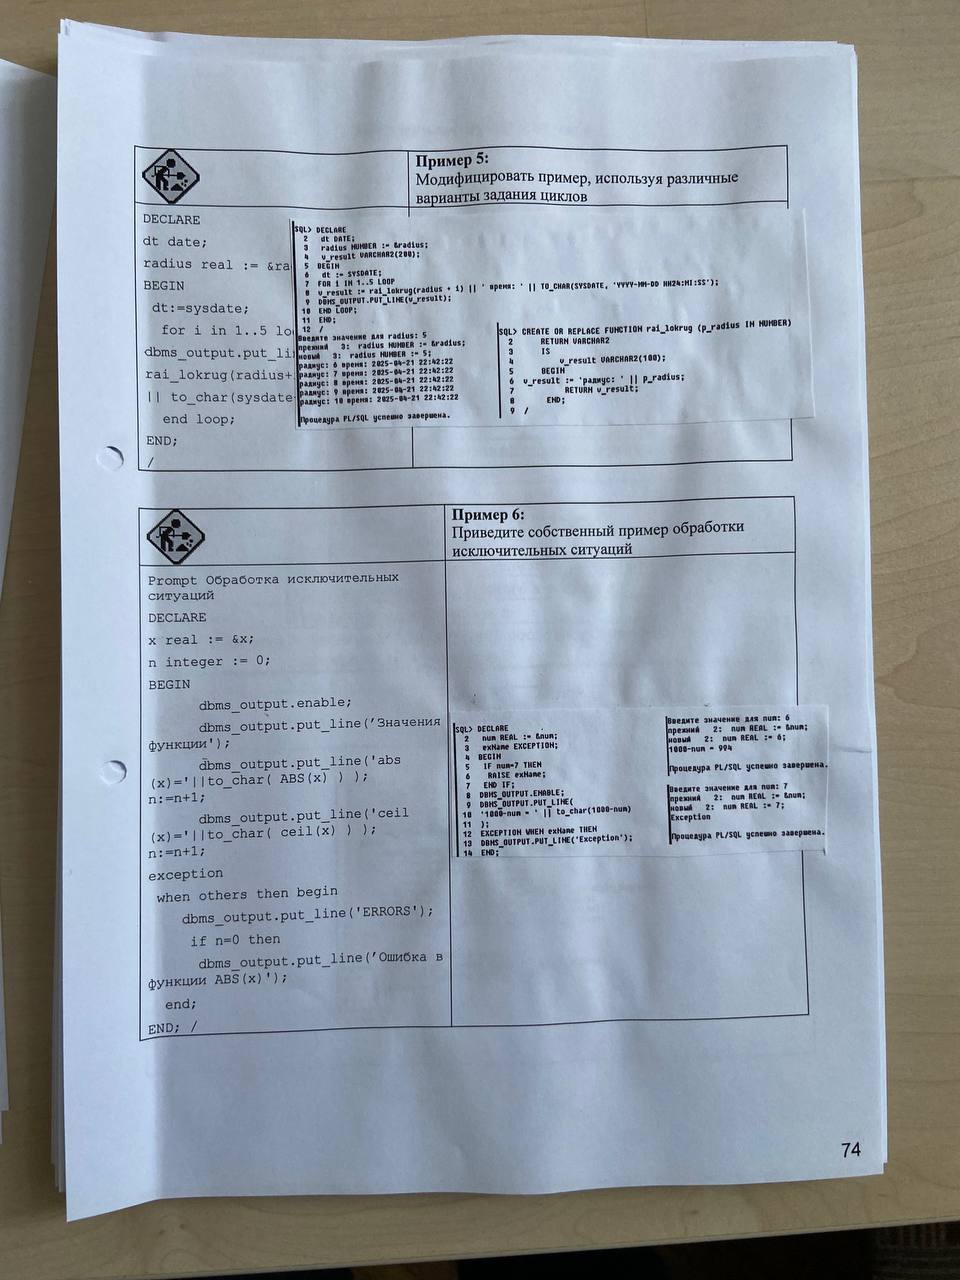 Пример 5:
Модифицировать пример, используя различные
варианты задания циклов
DECLARE
dt date;
radius real := &ra
BEGIN
dt:=sysdate;
for i in 1..5 lo
dbms_output.put_li
rai_lokrug(radius+
|| to_char(sysdate
end loop;
END;
/
SQL> DECLARE
2 dt DATE;
3 radius NUMBER := &radius;
4 v_result VARCHAR2(200);
5 BEGIN
6 dt := SYSDATE;
7 FOR i IN 1..5 LOOP
8 v_result := rai_lokrug(radius + i) || ' время: ' || TO_CHAR(SYSDATE, 'YYYY-MM-DD HH24:MI:SS');
9 DBMS_OUTPUT.PUT_LINE(v_result);
10 END LOOP;
11 END;
12 /
Введите значение для radius: 5
прежний 3: radius NUMBER := &radius;
новый 3: radius NUMBER := 5;
радиус: 6 время: 2025-04-21 22:42:22
радиус: 7 время: 2025-04-21 22:42:22
радиус: 8 время: 2025-04-21 22:42:22
радиус: 9 время: 2025-04-21 22:42:22
радиус: 10 время: 2025-04-21 22:42:22
Процедура PL/SQL успешно завершена.
SQL> CREATE OR REPLACE FUNCTION rai_lokrug (p_radius IN NUMBER)
2 RETURN VARCHAR2
3 IS
4 v_result VARCHAR2(100);
5 BEGIN
6 v_result := 'радиус: ' || p_radius;
7 RETURN v_result;
8 END;
9 /
Пример 6:
Приведите собственный пример обработки
исключительных ситуаций
Prompt Обработка исключительных
ситуаций
DECLARE
x real := &x;
n integer := 0;
BEGIN
dbms_output.enable;
dbms_output.put_line('Значения
функции');
dbms_output.put_line('abs
(x)='||to_char( ABS(x) ) );
n:=n+1;
dbms_output.put_line('ceil
(x)='||to_char( ceil(x) ) );
n:=n+1;
exception
when others then begin
dbms_output.put_line('ERRORS');
if n=0 then
dbms_output.put_line('Ошибка в
функции ABS(x)');
end;
END; /
SQL> DECLARE
2 num REAL := &num;
3 exName EXCEPTION;
4 BEGIN
5 IF num=7 THEN
6 RAISE exName;
7 END IF;
8 DBMS_OUTPUT.ENABLE;
9 DBMS_OUTPUT.PUT_LINE(
10 '1000-num = ' || to_char(1000-num)
11 );
12 EXCEPTION WHEN exName THEN
13 DBMS_OUTPUT.PUT_LINE('Exception');
14 END;
Введите значение для num: 6
прежний 2: num REAL := &num;
новый 2: num REAL := 6;
1000-num = 994
Процедура PL/SQL успешно завершена.
Введите значение для num: 7
прежний 2: num REAL := &num;
новый 2: num REAL := 7;
Exception
Процедура PL/SQL успешно завершена.
74